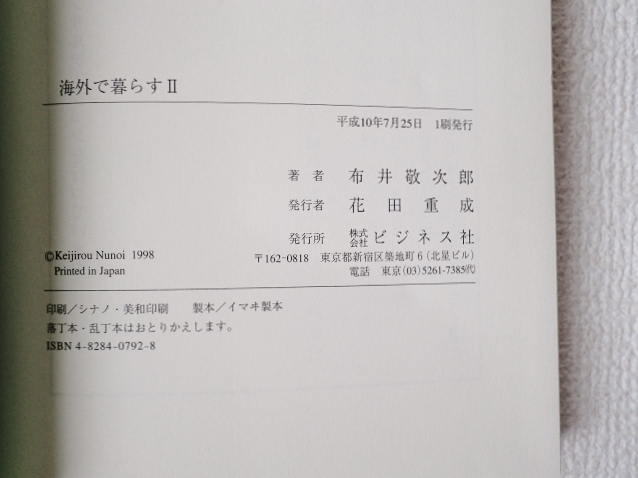 海外で暮らすⅡ
平成10年7月25日 1刷発行
著者 布井敬次郎
発行者 花田重成
発行所 株式会社ビジネス社
〒162-0818 東京都新宿区築地町6(北星ビル)
電話 東京(03)5261-7385㈹
©Keijirou Nunoi 1998
Printed in Japan
印刷/シナノ・美和印刷 製本/イマヰ製本
落丁本・乱丁本はおとりかえします。
ISBN 4-8284-0792-8